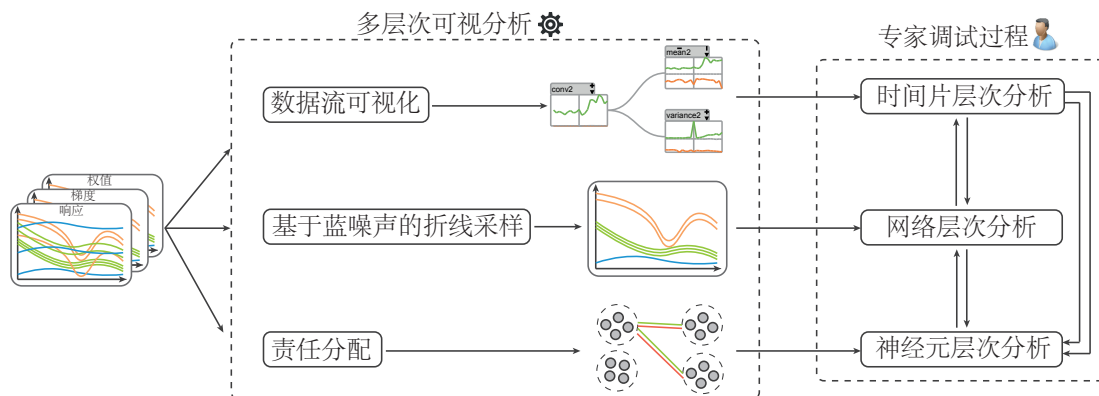 多层次可视分析
专家调试过程
权值
梯度
响应
数据流可视化
conv2
mean2
variance2
时间片层次分析
基于蓝噪声的折线采样
网络层次分析
责任分配
神经元层次分析